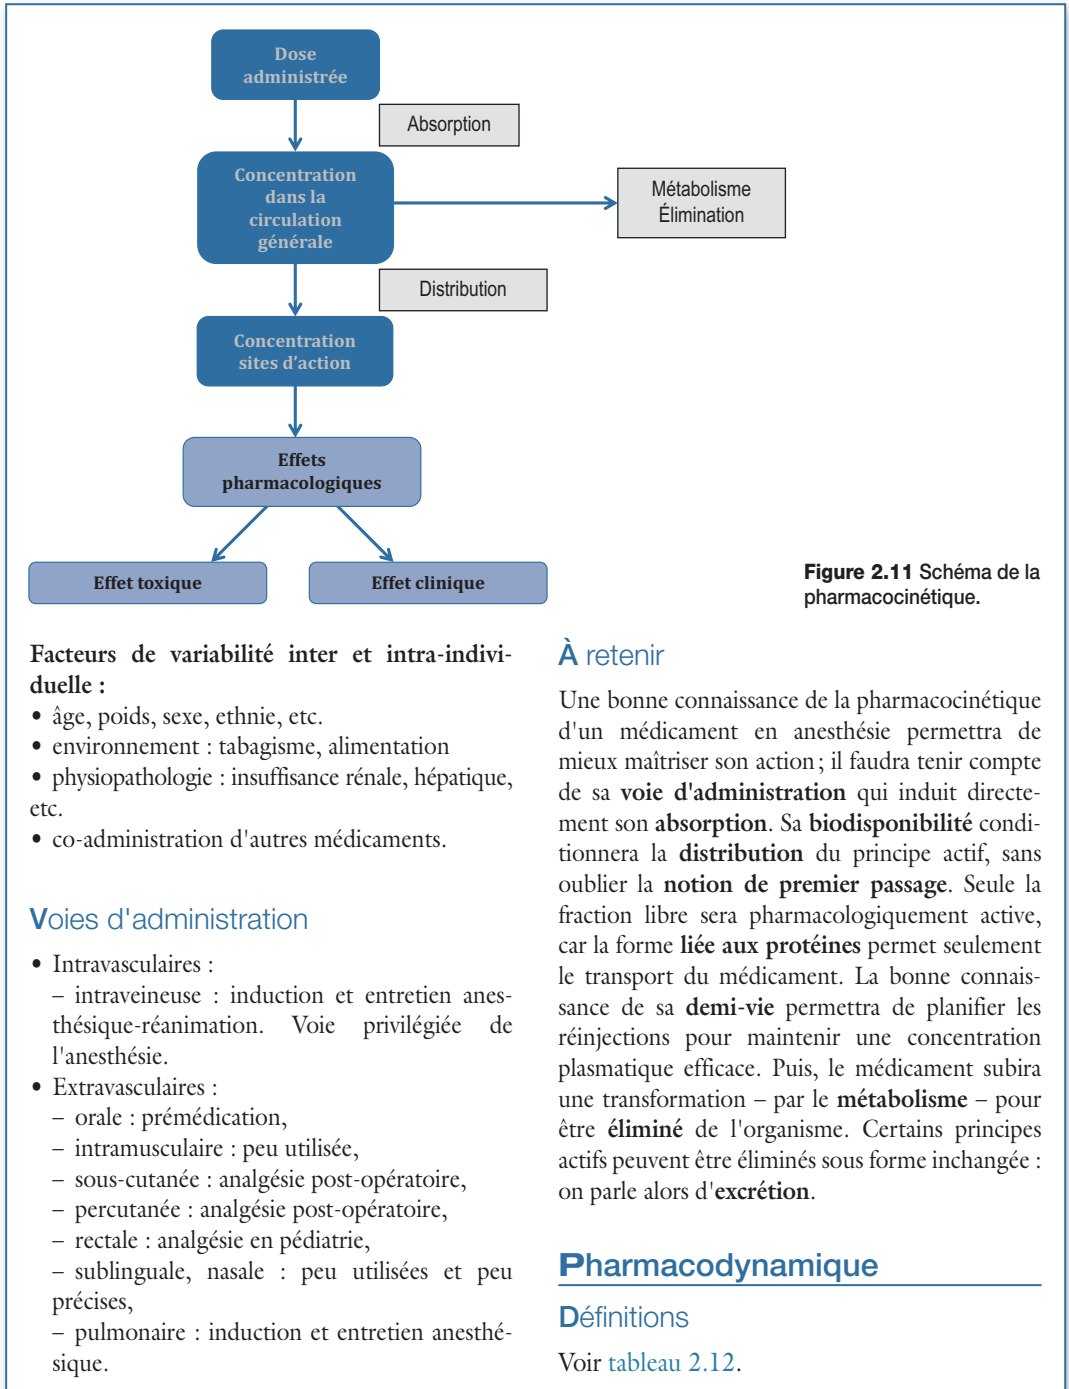 Dose
administrée
Absorption
Concentration
dans la
circulation
générale
Métabolisme
Élimination
Distribution
Concentration
sites d'action
Effets
pharmacologiques
Effet toxique
Effet clinique
Figure 2.11 Schéma de la
pharmacocinétique.
Facteurs de variabilité inter et intra-indivi-
duelle :
• âge, poids, sexe, ethnie, etc.
• environnement : tabagisme, alimentation
• physiopathologie : insuffisance rénale, hépatique,
etc.
• co-administration d'autres médicaments.
Voies d'administration
• Intravasculaires :
– intraveineuse : induction et entretien anes-
thésique-réanimation. Voie privilégiée de
l'anesthésie.
• Extravasculaires :
– orale : prémédication,
– intramusculaire : peu utilisée,
– sous-cutanée : analgésie post-opératoire,
– percutanée : analgésie post-opératoire,
– rectale : analgésie en pédiatrie,
– sublinguale, nasale : peu utilisées et peu
précises,
– pulmonaire : induction et entretien anesthé-
sique.
À retenir
Une bonne connaissance de la pharmacocinétique
d'un médicament en anesthésie permettra de
mieux maîtriser son action ; il faudra tenir compte
de sa voie d'administration qui induit directe-
ment son absorption. Sa biodisponibilité condi-
tionnera la distribution du principe actif, sans
oublier la notion de premier passage. Seule la
fraction libre sera pharmacologiquement active,
car la forme liée aux protéines permet seulement
le transport du médicament. La bonne connais-
sance de sa demi-vie permettra de planifier les
réinjections pour maintenir une concentration
plasmatique efficace. Puis, le médicament subira
une transformation – par le métabolisme – pour
être éliminé de l'organisme. Certains principes
actifs peuvent être éliminés sous forme inchangée :
on parle alors d'excrétion.
Pharmacodynamique
Définitions
Voir tableau 2.12.